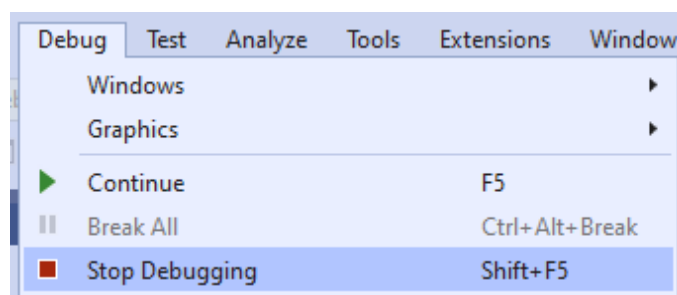 Debug Test Analyze Tools Extensions Window
Windows
Graphics
Continue F5
Break All Ctrl+Alt+Break
Stop Debugging Shift+F5